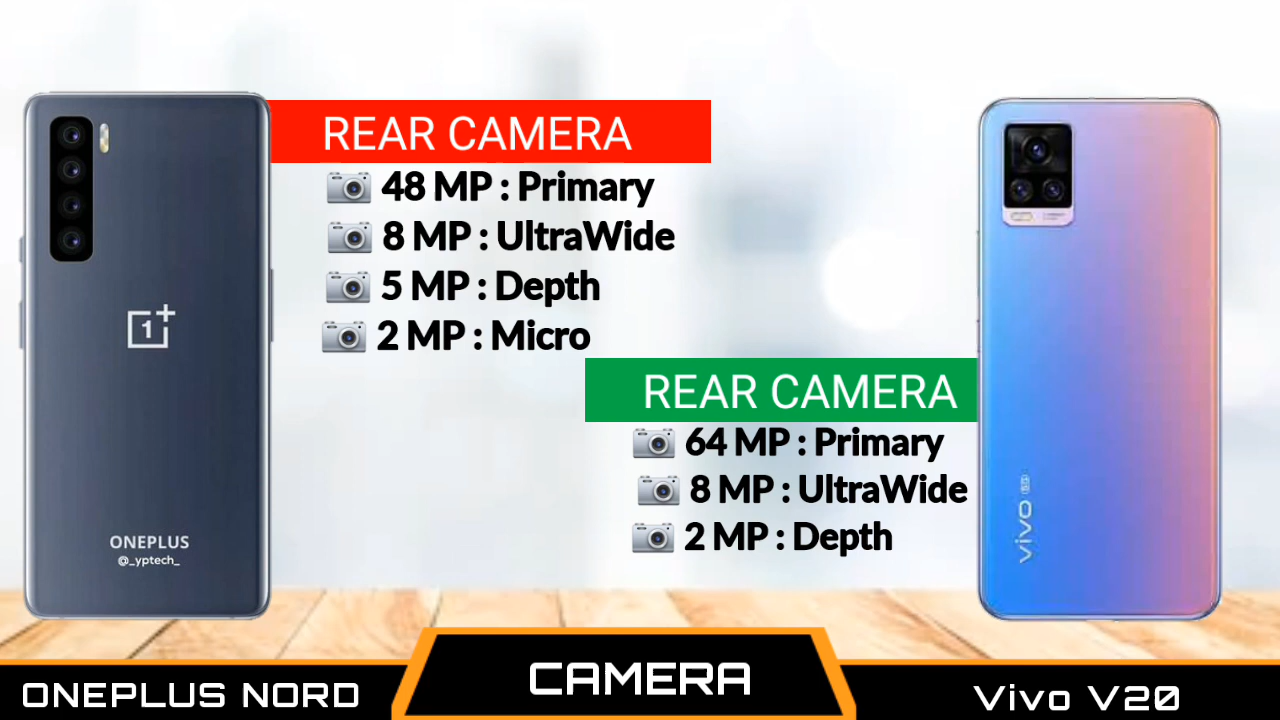 REAR CAMERA
48 MP : Primary
8 MP : UltraWide
5 MP : Depth
2 MP : Micro
REAR CAMERA
64 MP : Primary
8 MP : UltraWide
2 MP : Depth
1+
ONEPLUS
@_yptech_
vivo
ONEPLUS NORD
CAMERA
Vivo V20